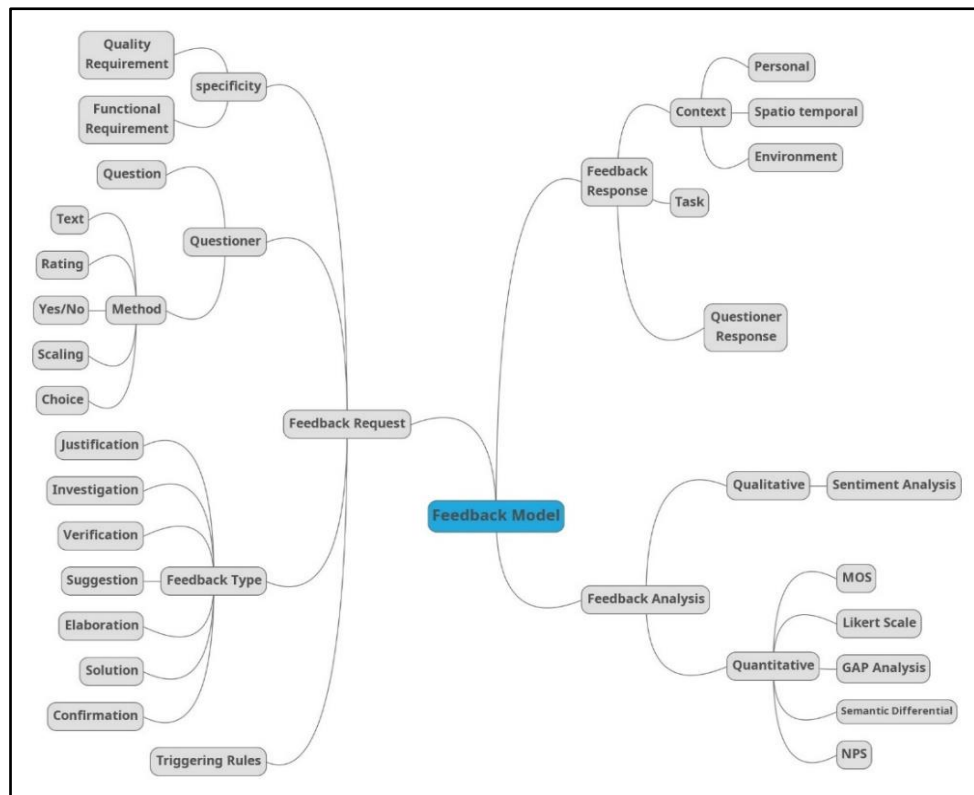 Quality
Requirement
specificity
Functional
Requirement
Question
Text
Questioner
Rating
Yes/No
Method
Scaling
Choice
Feedback Request
Justification
Investigation
Verification
Suggestion
Feedback Type
Elaboration
Solution
Confirmation
Triggering Rules
Feedback Model
Personal
Context
Spatio temporal
Environment
Feedback
Response
Task
Questioner
Response
Qualitative
Sentiment Analysis
Feedback Analysis
MOS
Likert Scale
Quantitative
GAP Analysis
Semantic Differential
NPS